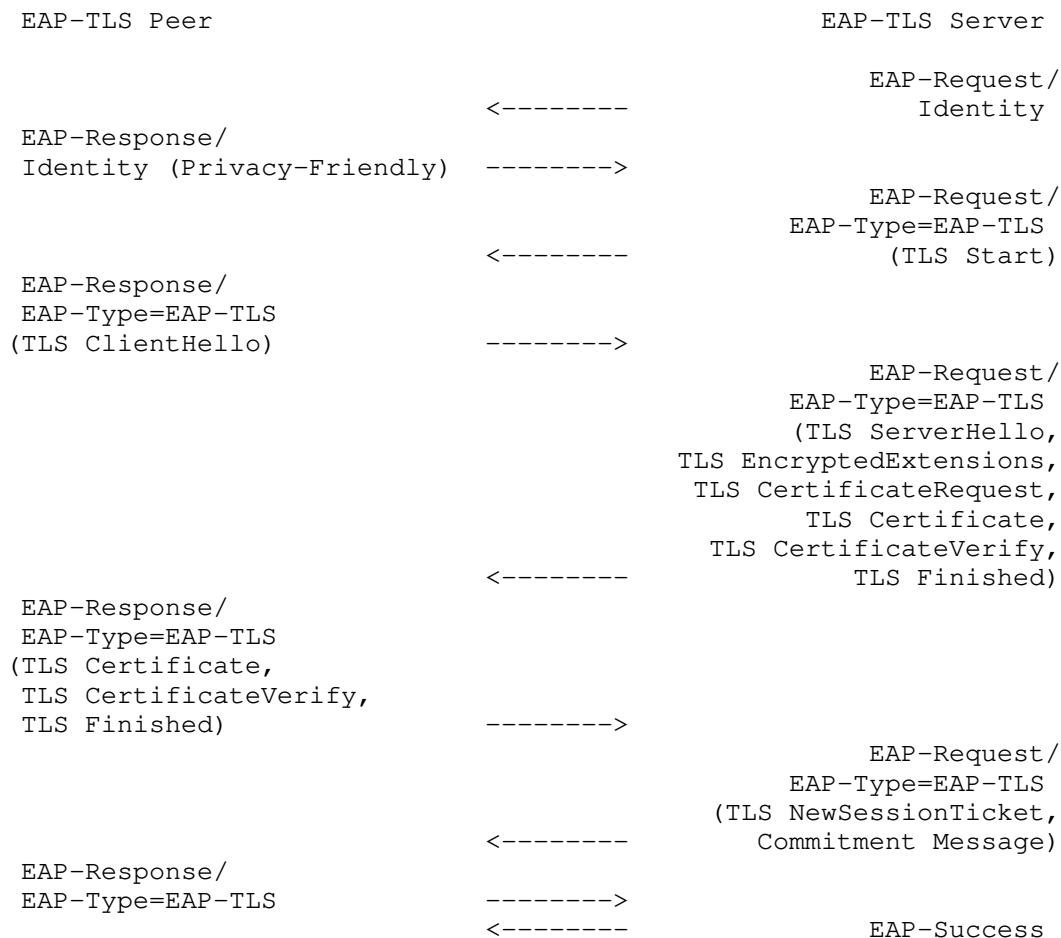 EAP-TLS Peer                                      EAP-TLS Server
EAP-Request/
<--------                  Identity
EAP-Response/
Identity (Privacy-Friendly)  -------->
EAP-Request/
EAP-Type=EAP-TLS
<--------                (TLS Start)
EAP-Response/
EAP-Type=EAP-TLS
(TLS ClientHello)             -------->
EAP-Request/
EAP-Type=EAP-TLS
(TLS ServerHello,
TLS EncryptedExtensions,
TLS CertificateRequest,
TLS Certificate,
TLS CertificateVerify,
<--------              TLS Finished)
EAP-Response/
EAP-Type=EAP-TLS
(TLS Certificate,
TLS CertificateVerify,
TLS Finished)                -------->
EAP-Request/
EAP-Type=EAP-TLS
(TLS NewSessionTicket,
<--------        Commitment Message)
EAP-Response/
EAP-Type=EAP-TLS             -------->
<--------               EAP-Success